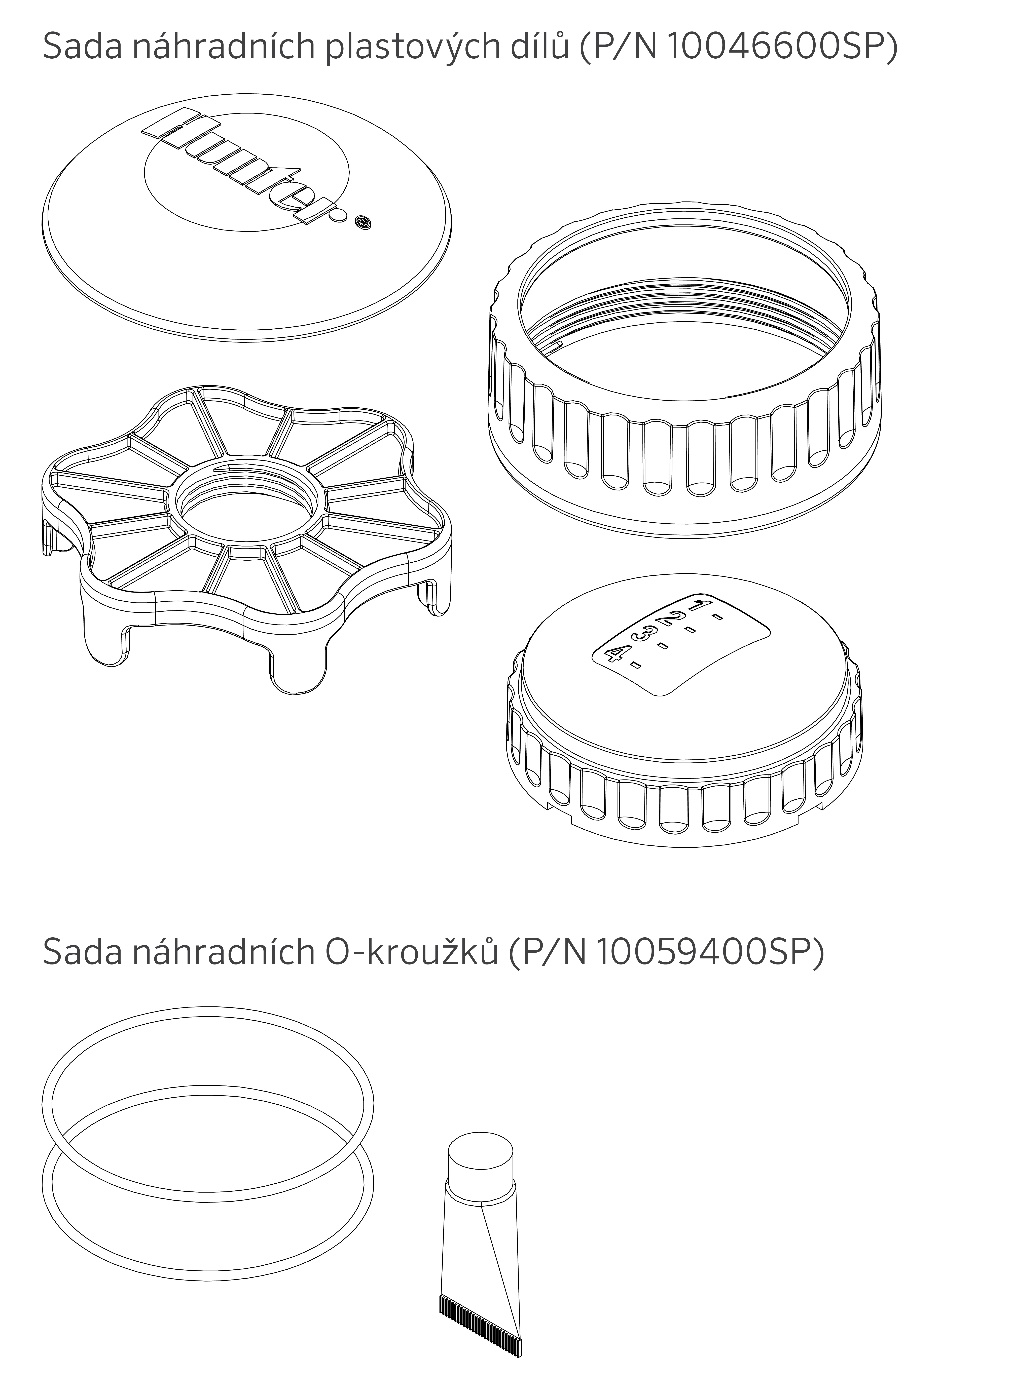 Sada náhradních plastových dílů (P/N 10046600SP)
Hunter®
1
2
3
4
Sada náhradních O-kroužků (P/N 10059400SP)